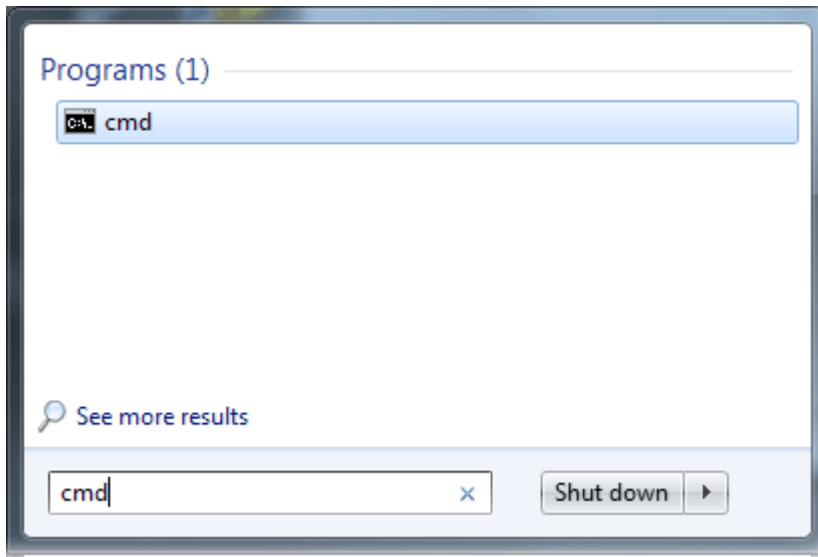 Programs (1)
C:\. cmd
See more results
cmd
Shut down